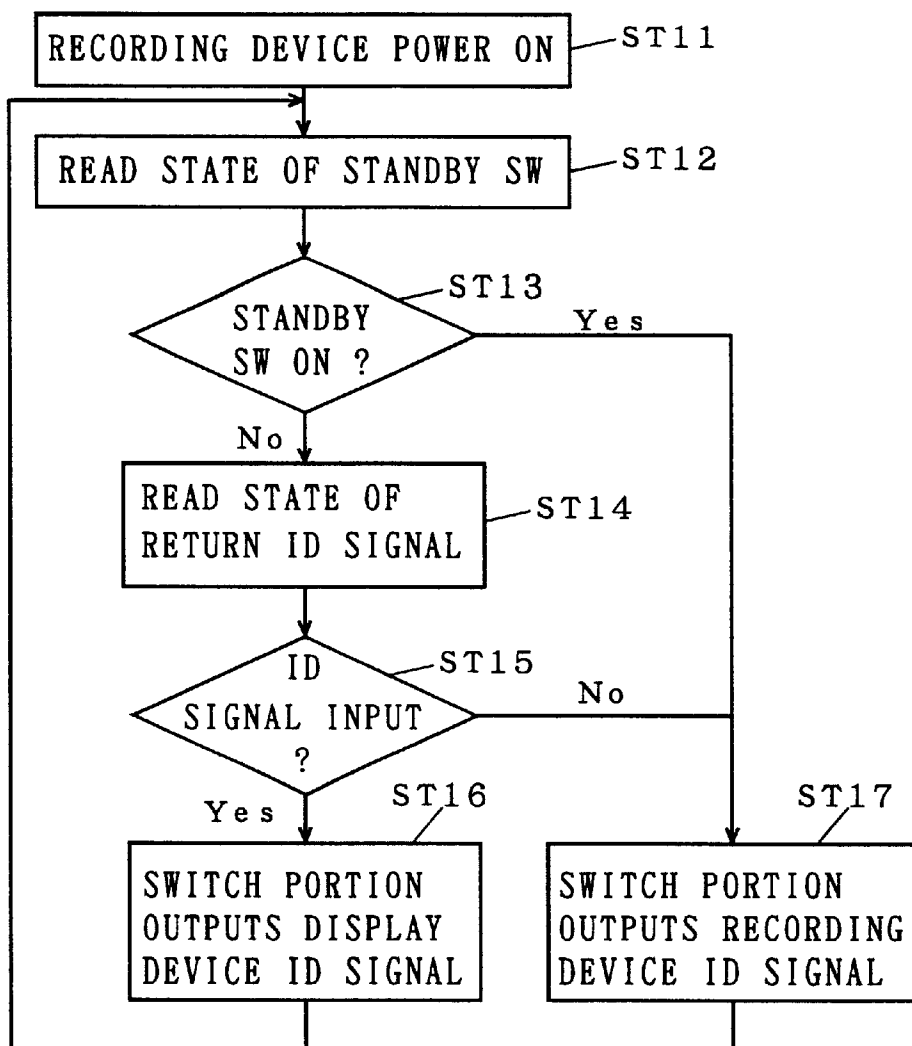 RECORDING DEVICE POWER ON
ST11
READ STATE OF STANDBY SW
ST12
ST13
STANDBY
SW ON ?
Yes
No
READ STATE OF
RETURN ID SIGNAL
ST14
ST15
ID
SIGNAL INPUT
?
No
Yes
ST16
SWITCH PORTION
OUTPUTS DISPLAY
DEVICE ID SIGNAL
ST17
SWITCH PORTION
OUTPUTS RECORDING
DEVICE ID SIGNAL